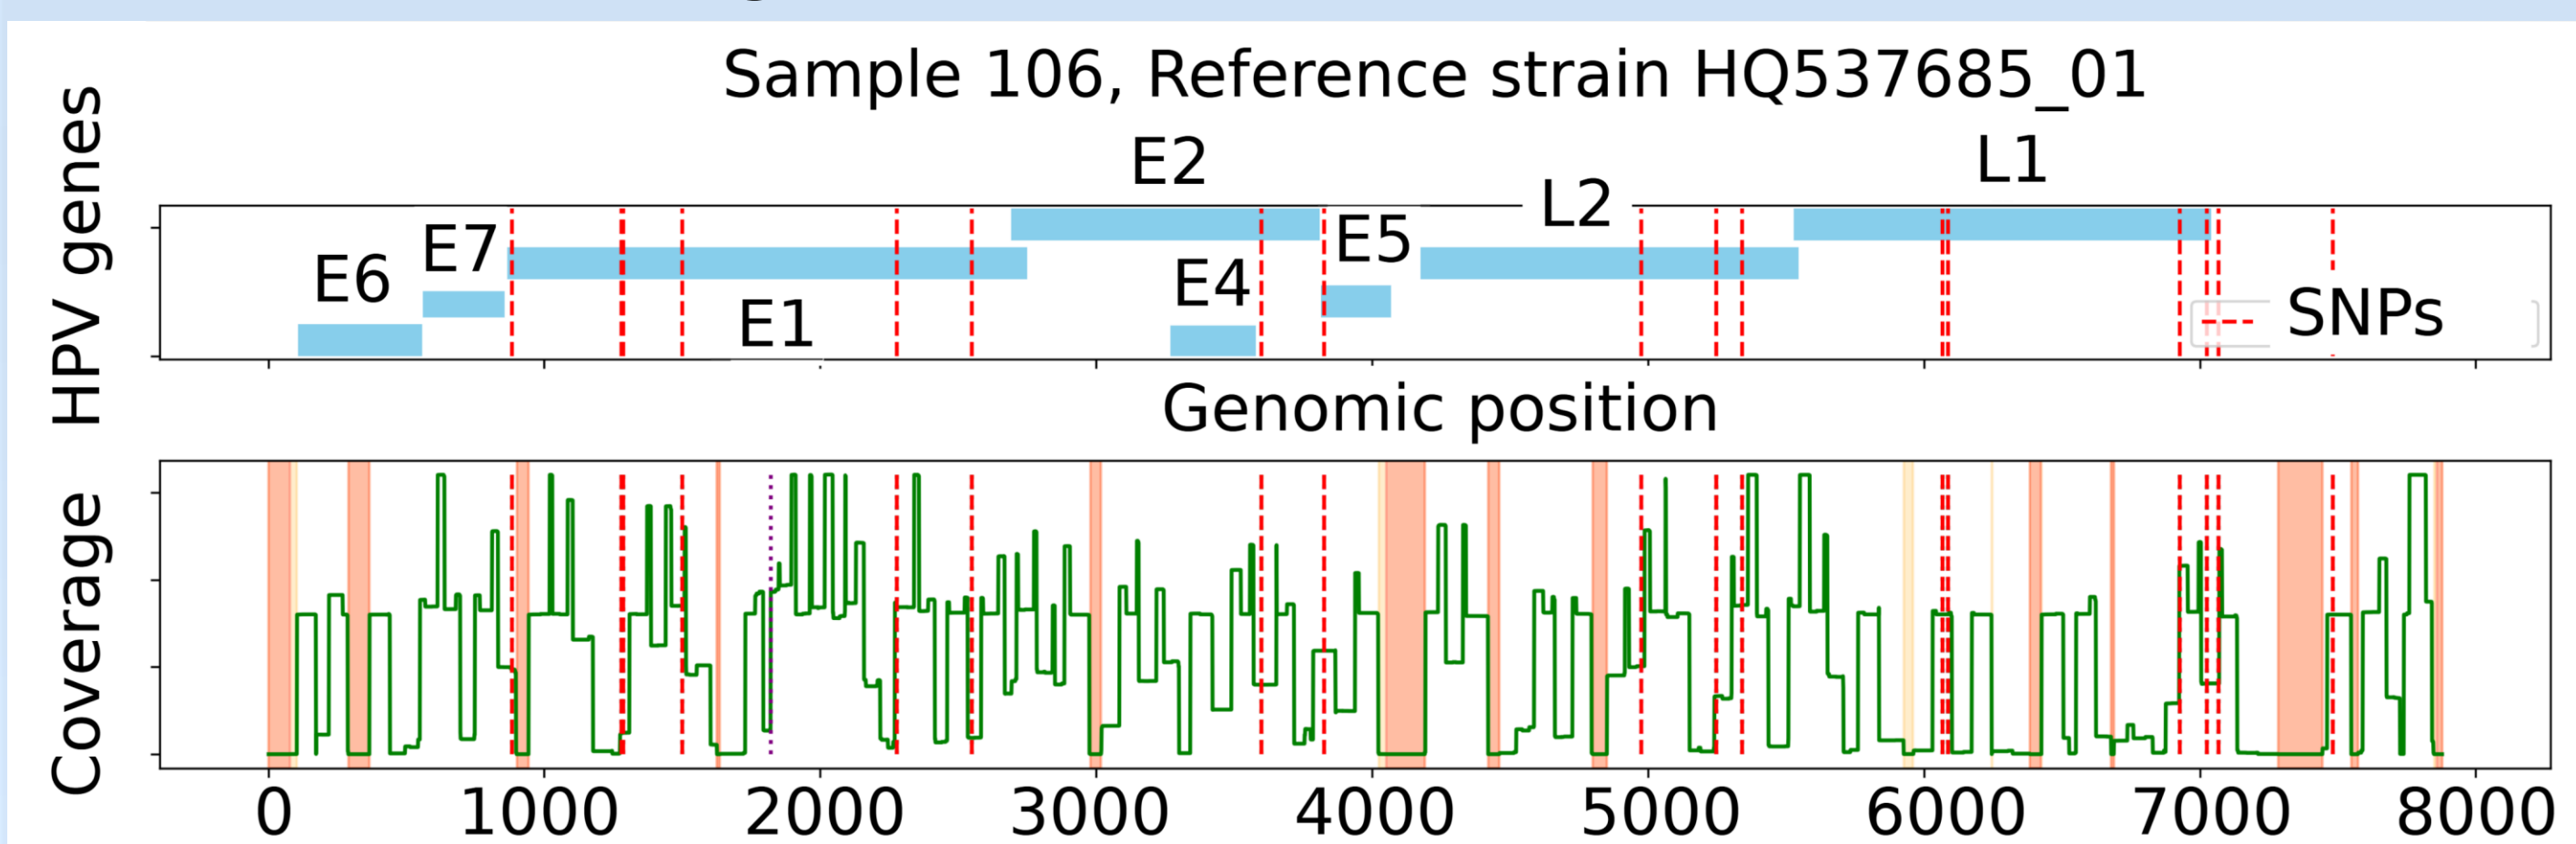 Sample 106, Reference strain HQ537685_01
HPV genes
E6
E7
E1
E2
E4
E5
L2
L1
SNPs
Genomic position
Coverage
0 1000 2000 3000 4000 5000 6000 7000 8000